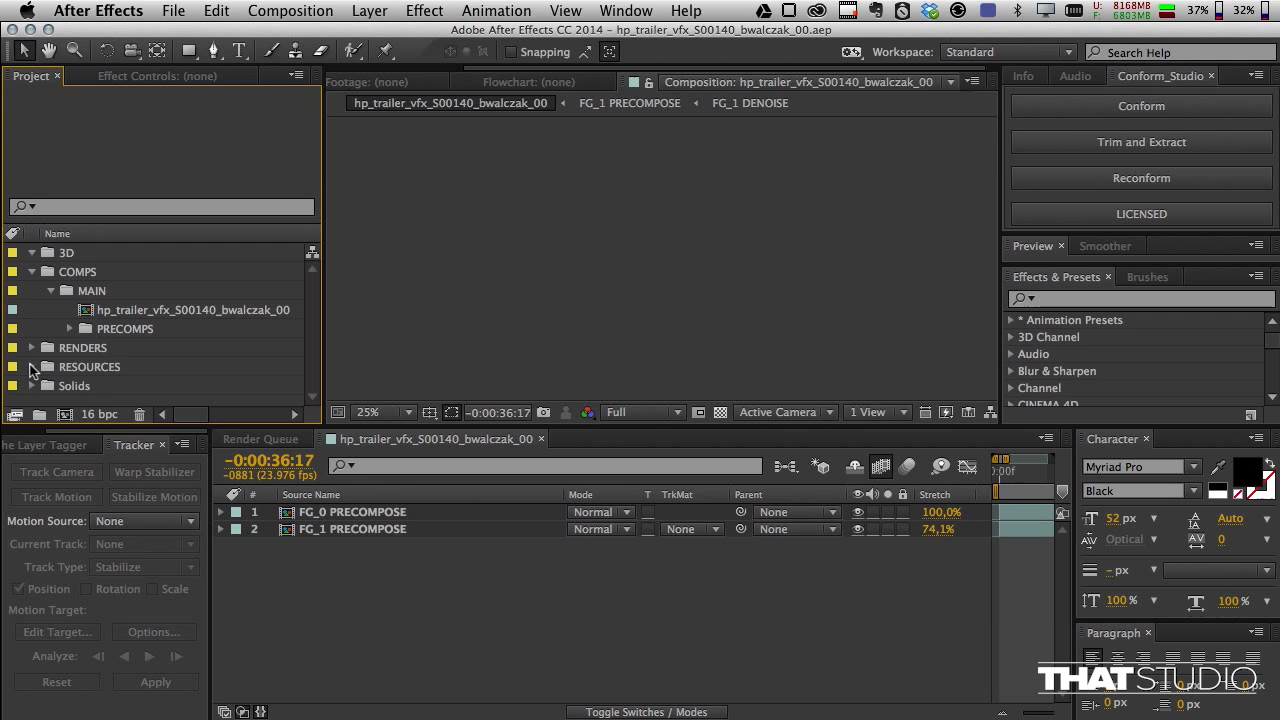 After Effects File Edit Composition Layer Effect Animation View Window Help U: 8168MB F: 6803MB 37% 32%
Adobe After Effects CC 2014 - hp_trailer_vfx_S00140_bwalczak_00.aep
Snapping Workspace: Standard Search Help
Project × Effect Controls: (none) Footage: (none) Flowchart: (none) Composition: hp_trailer_vfx_S00140_bwalczak_00 Info Audio Conform_Studio ×
hp_trailer_vfx_S00140_bwalczak_00 FG_1 PRECOMPOSE FG_1 DENOISE
Conform
Trim and Extract
Reconform
LICENSED
Name
3D
COMPS
MAIN
hp_trailer_vfx_S00140_bwalczak_00
PRECOMPS
RENDERS
RESOURCES
Solids
16 bpc
Preview × Smoother
Effects & Presets × Brushes
* Animation Presets
3D Channel
Audio
Blur & Sharpen
Channel
CINEMA 4D
25% -0:00:36:17 Full Active Camera 1 View
he Layer Tagger Tracker ×
Track Camera Warp Stabilizer
Track Motion Stabilize Motion
Motion Source: None
Current Track: None
Track Type: Stabilize
Position Rotation Scale
Motion Target:
Edit Target... Options...
Analyze:
Reset Apply
Render Queue hp_trailer_vfx_S00140_bwalczak_00 ×
-0:00:36:17
-0881 (23.976 fps)
:00f
# Source Name Mode T TrkMat Parent Stretch
1 FG_0 PRECOMPOSE Normal None 100,0%
2 FG_1 PRECOMPOSE Normal None None 74,1%
Toggle Switches / Modes
Character ×
Myriad Pro
Black
52 px Auto
Optical 0
- px
100 % 100 %
Paragraph ×
0 px 0 px
0 px 0 px
THATSTUDIO